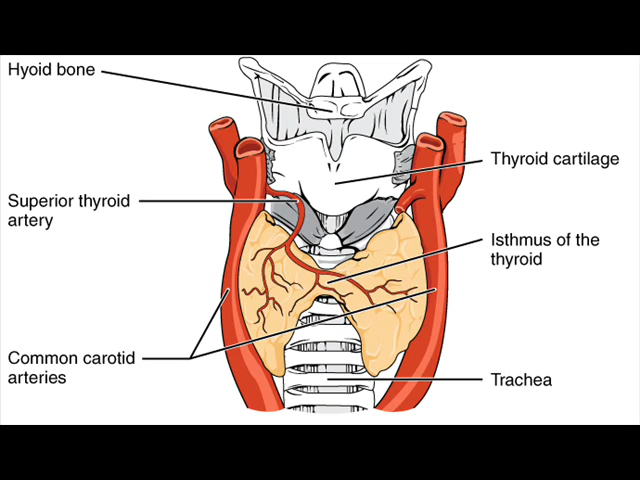 Hyoid bone
Thyroid cartilage
Superior thyroid
artery
Isthmus of the
thyroid
Common carotid
arteries
Trachea